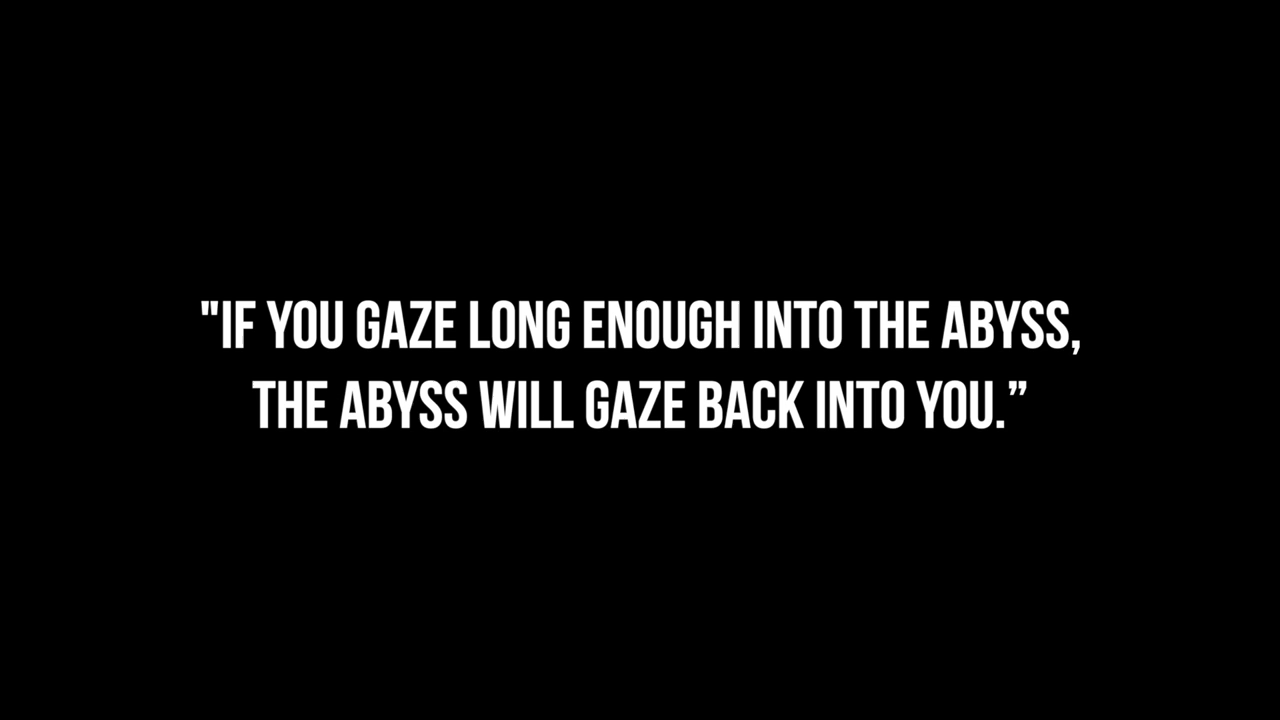 "IF YOU GAZE LONG ENOUGH INTO THE ABYSS,
THE ABYSS WILL GAZE BACK INTO YOU.”